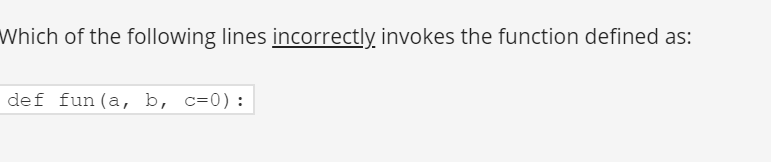 Which of the following lines incorrectly invokes the function defined as:
def fun(a, b, c=0):